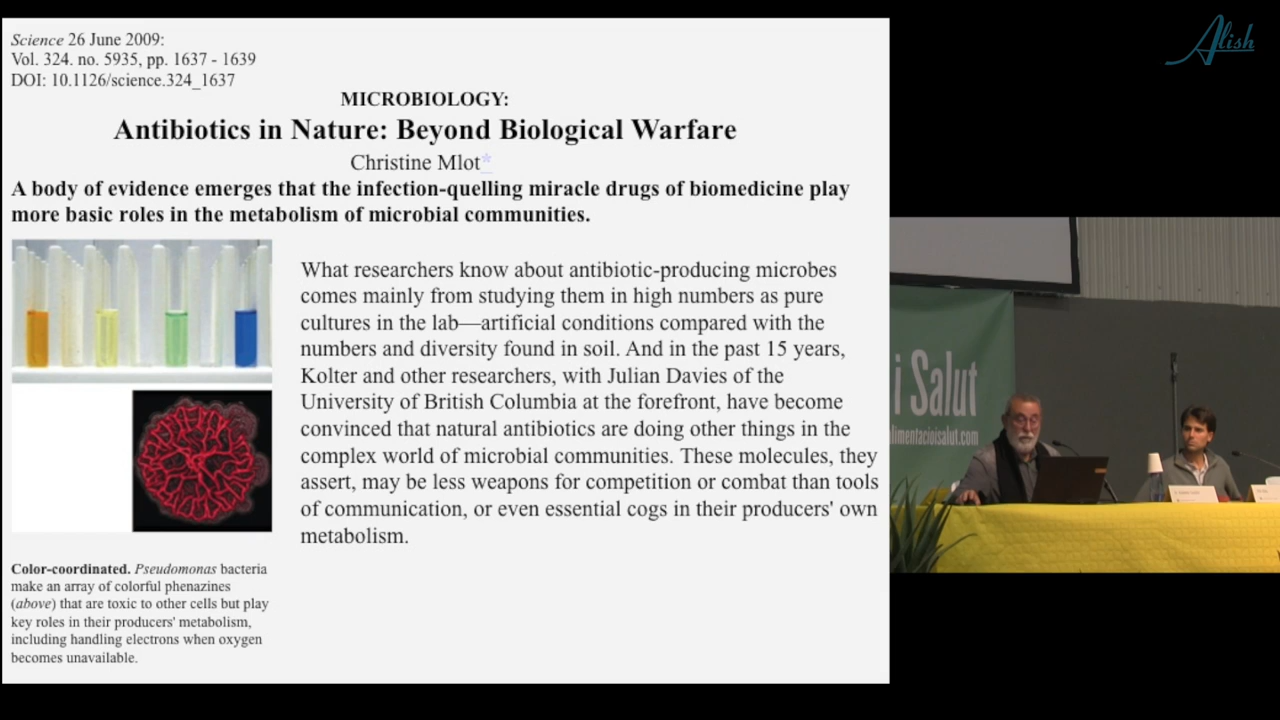 Science 26 June 2009:
Vol. 324. no. 5935, pp. 1637 - 1639
DOI: 10.1126/science.324_1637
MICROBIOLOGY:
Antibiotics in Nature: Beyond Biological Warfare
Christine Mlot*
A body of evidence emerges that the infection-quelling miracle drugs of biomedicine play
more basic roles in the metabolism of microbial communities.
What researchers know about antibiotic-producing microbes
comes mainly from studying them in high numbers as pure
cultures in the lab—artificial conditions compared with the
numbers and diversity found in soil. And in the past 15 years,
Kolter and other researchers, with Julian Davies of the
University of British Columbia at the forefront, have become
convinced that natural antibiotics are doing other things in the
complex world of microbial communities. These molecules, they
assert, may be less weapons for competition or combat than tools
of communication, or even essential cogs in their producers' own
metabolism.
Color-coordinated. Pseudomonas bacteria
make an array of colorful phenazines
(above) that are toxic to other cells but play
key roles in their producers' metabolism,
including handling electrons when oxygen
becomes unavailable.
Alish
i Salut
alimentacioisalut.com